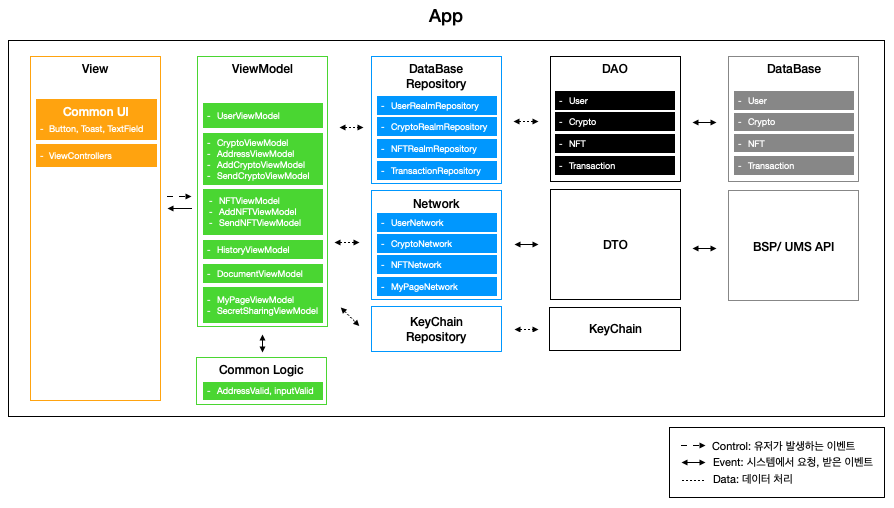 App
View
Common UI
- Button, Toast, TextField
- ViewControllers
ViewModel
- UserViewModel
- CryptoViewModel
- AddressViewModel
- AddCryptoViewModel
- SendCryptoViewModel
- NFTViewModel
- AddNFTViewModel
- SendNFTViewModel
- HistoryViewModel
- DocumentViewModel
- MyPageViewModel
- SecretSharingViewModel
Common Logic
- AddressValid, inputValid
DataBase
Repository
- UserRealmRepository
- CryptoRealmRepository
- NFTRealmRepository
- TransactionRepository
Network
- UserNetwork
- CryptoNetwork
- NFTNetwork
- MyPageNetwork
KeyChain
Repository
DAO
- User
- Crypto
- NFT
- Transaction
DTO
KeyChain
DataBase
- User
- Crypto
- NFT
- Transaction
BSP/ UMS API
Control: 유저가 발생하는 이벤트
Event: 시스템에서 요청, 받은 이벤트
Data: 데이터 처리